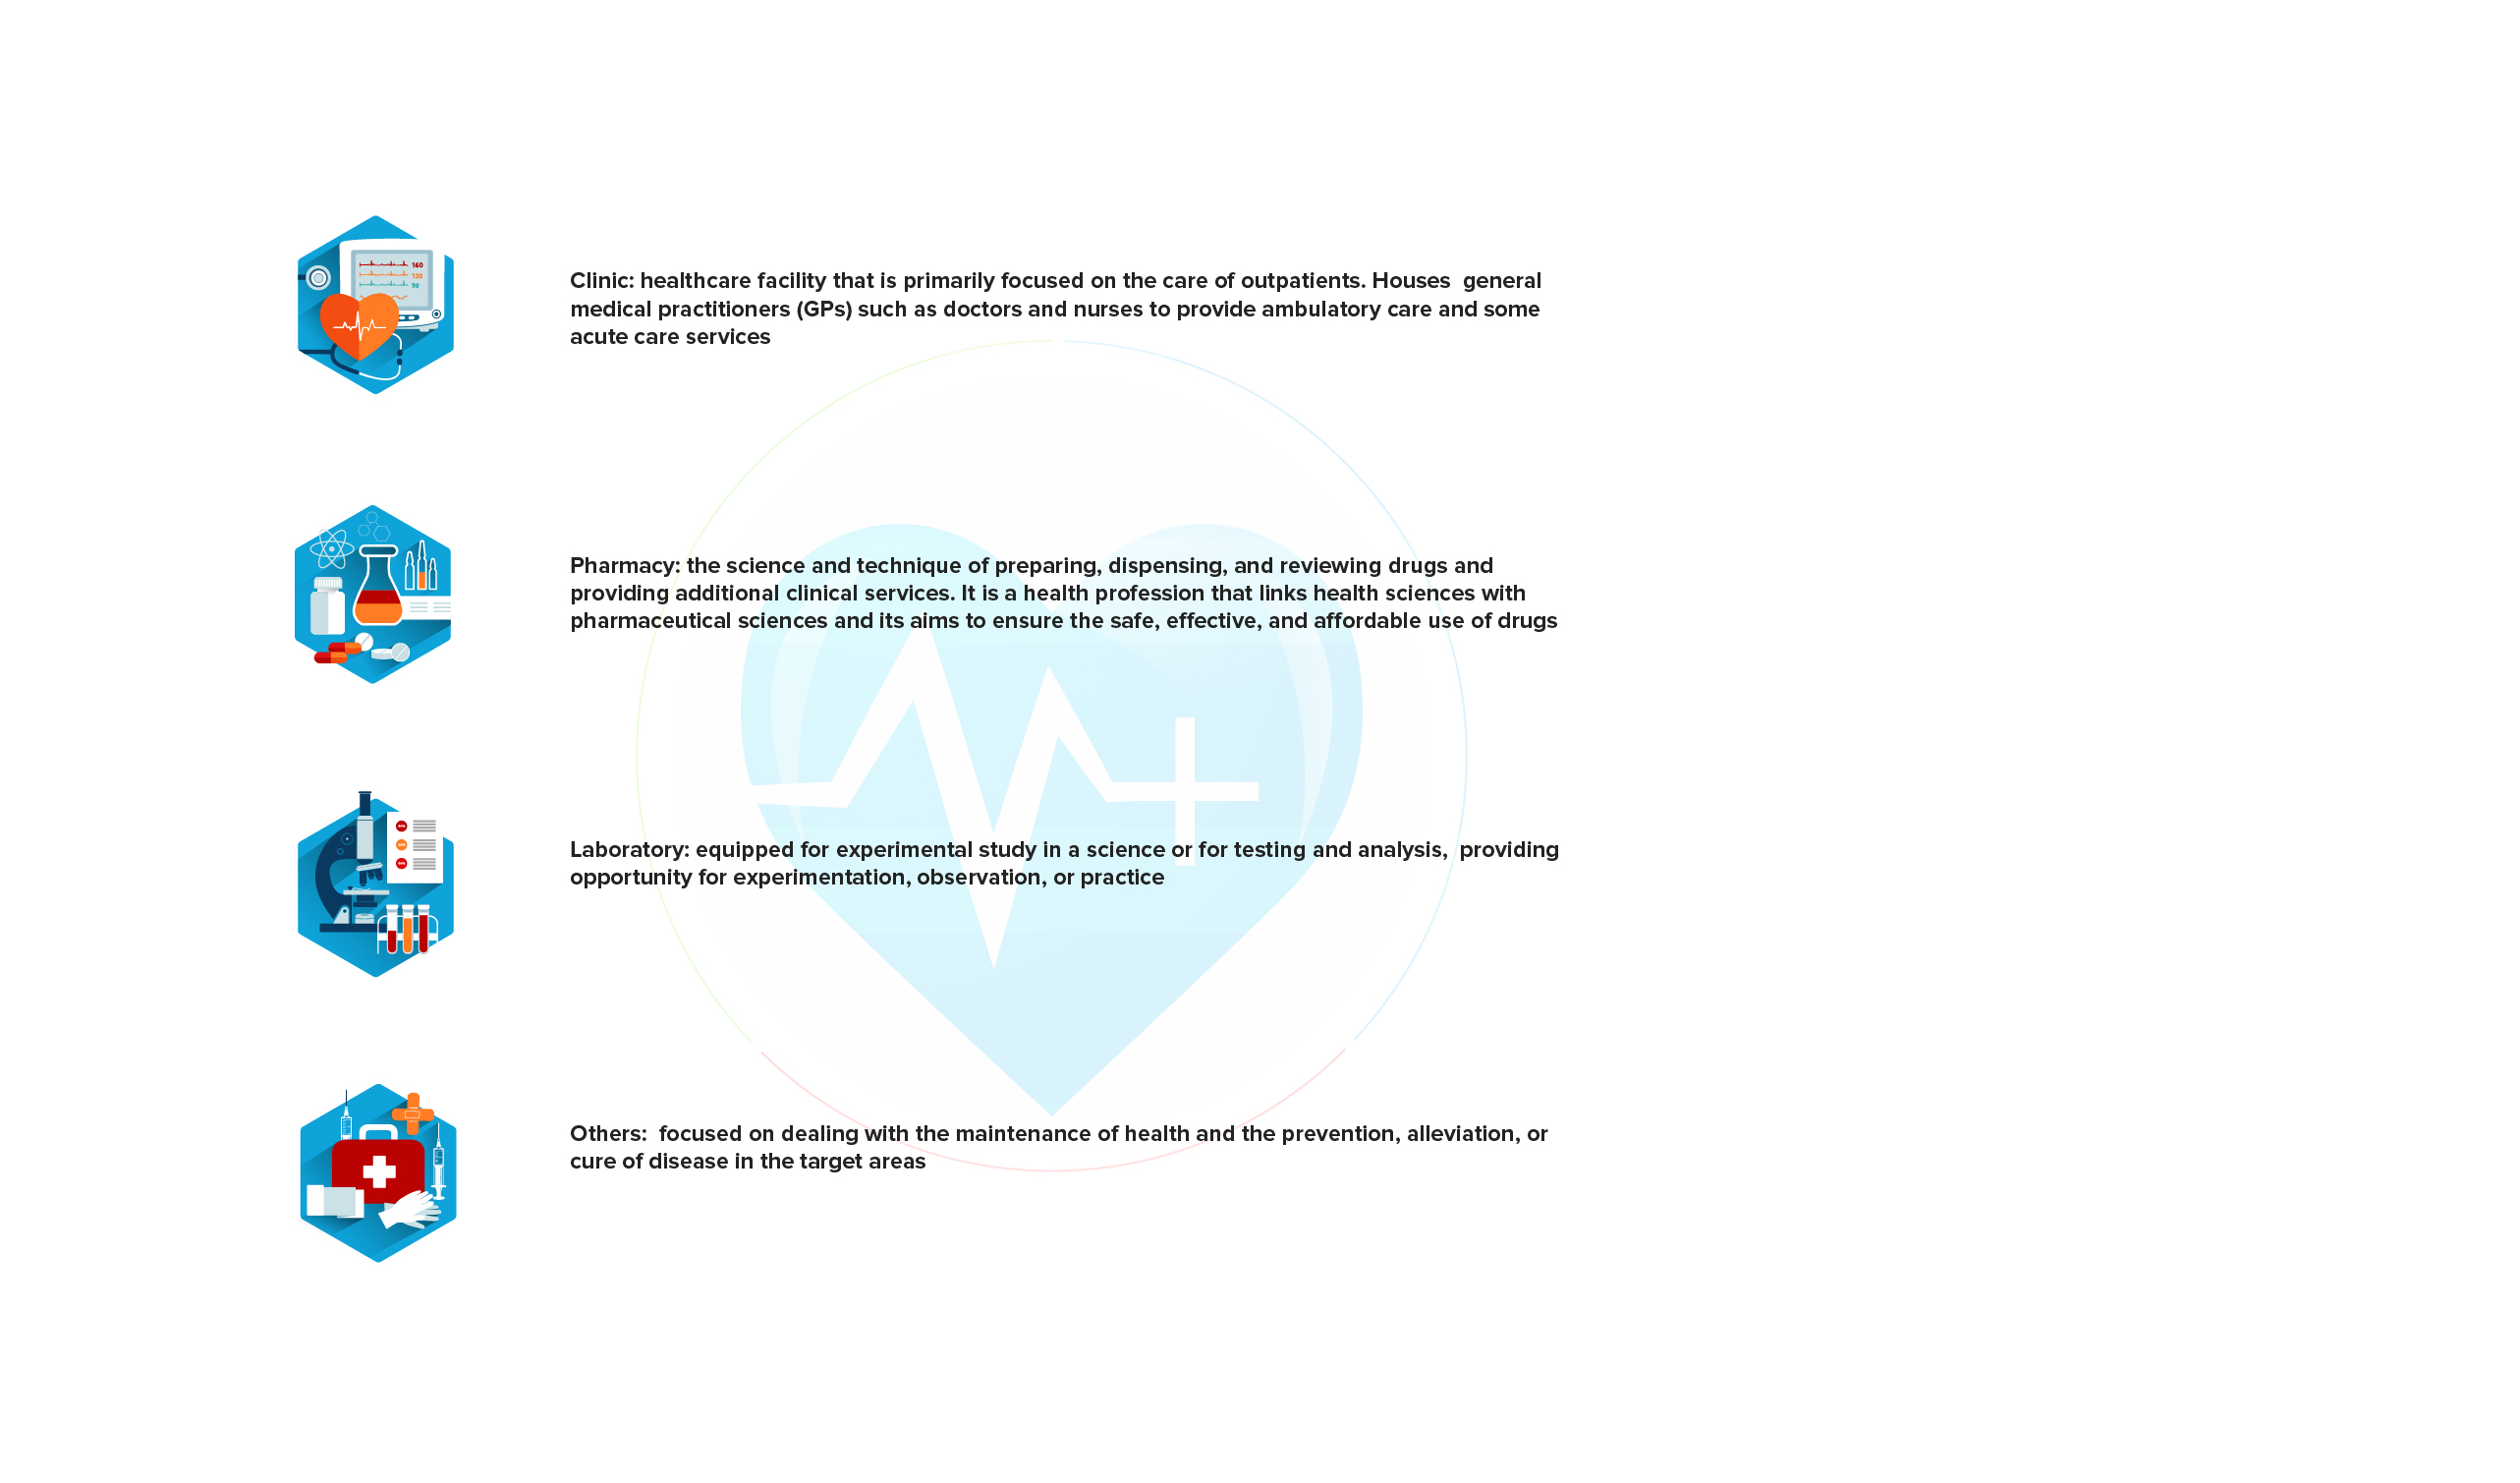 160
120
90
Clinic: healthcare facility that is primarily focused on the care of outpatients. Houses  general
medical practitioners (GPs) such as doctors and nurses to provide ambulatory care and some
acute care services
Pharmacy: the science and technique of preparing, dispensing, and reviewing drugs and
providing additional clinical services. It is a health profession that links health sciences with
pharmaceutical sciences and its aims to ensure the safe, effective, and affordable use of drugs
Laboratory: equipped for experimental study in a science or for testing and analysis,  providing
opportunity for experimentation, observation, or practice
Others:  focused on dealing with the maintenance of health and the prevention, alleviation, or
cure of disease in the target areas